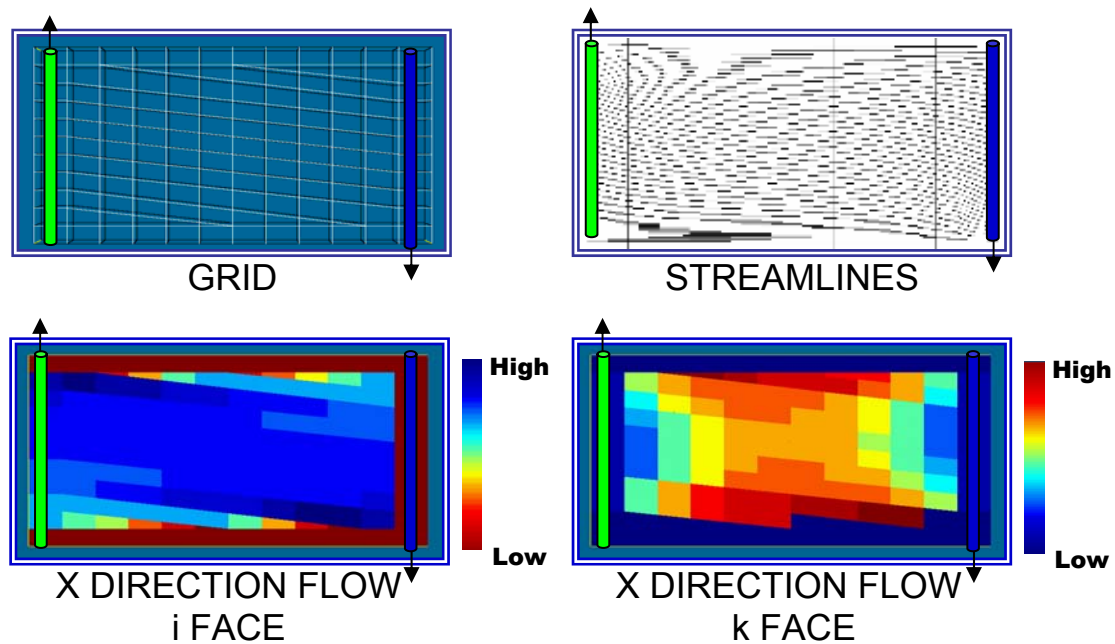 GRID
STREAMLINES
High
Low
X DIRECTION FLOW
i FACE
High
Low
X DIRECTION FLOW
k FACE